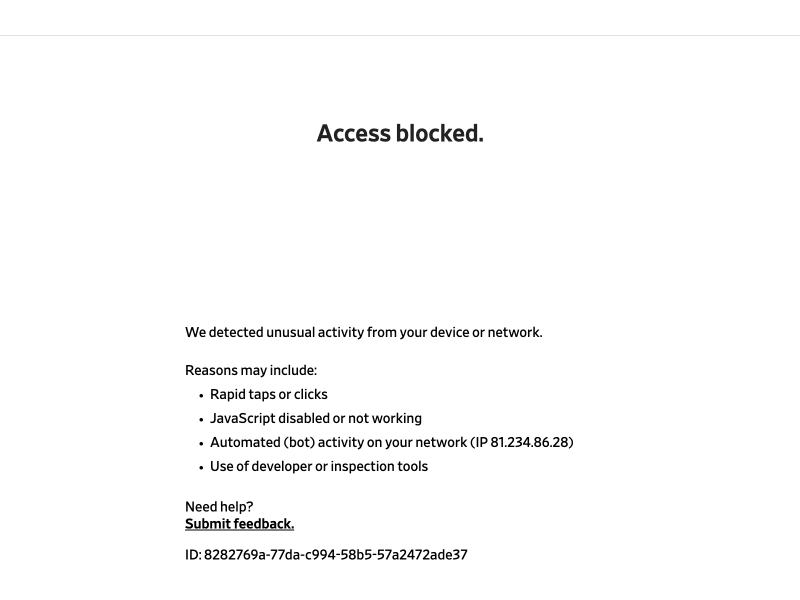 Access blocked.
We detected unusual activity from your device or network.
Reasons may include:
• Rapid taps or clicks
• JavaScript disabled or not working
• Automated (bot) activity on your network (IP 81.234.86.28)
• Use of developer or inspection tools
Need help?
Submit feedback.
ID: 8282769a-77da-c994-58b5-57a2472ade37